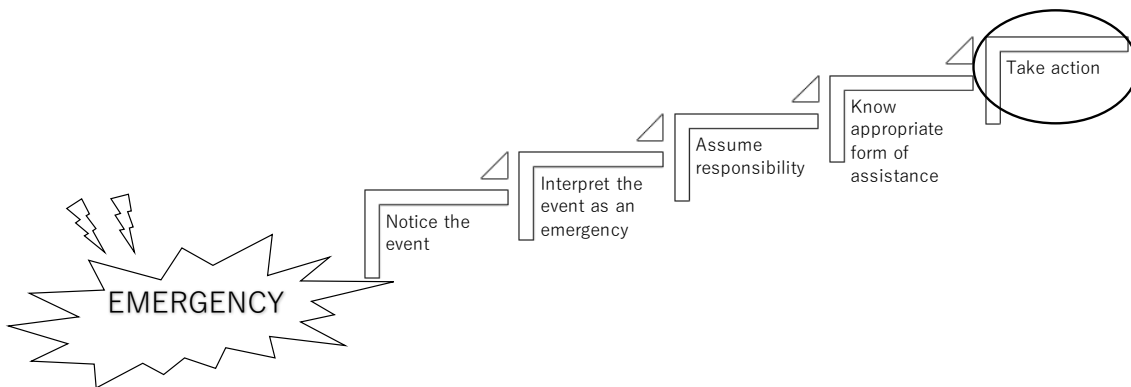 EMERGENCY
Notice the
event
Interpret the
event as an
emergency
Assume
responsibility
Know
appropriate
form of
assistance
Take action